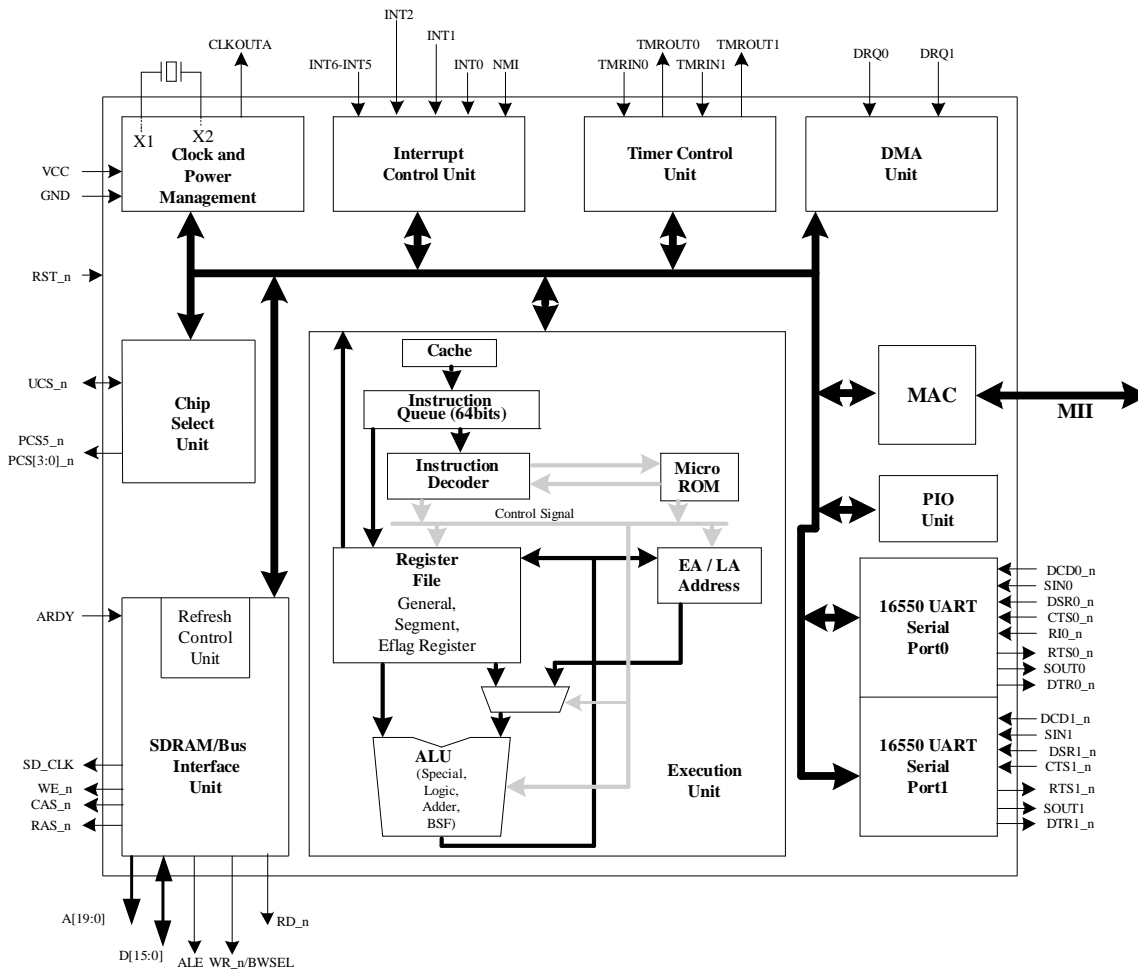 INT2
CLKOUTA
INT1
TMROUT0
TMROUT1
DRQ0
DRQ1
INT6-INT5
INT0
NMI
TMRIN0
TMRIN1
X1
X2
Clock and
Power
Management
Interrupt
Control Unit
Timer Control
Unit
DMA
Unit
VCC
GND
RST_n
UCS_n
PCS5_n
PCS[3:0]_n
Chip
Select
Unit
Cache
Instruction
Queue (64bits)
Instruction
Decoder
Micro
ROM
Control Signal
Register
File
General,
Segment,
Eflag Register
EA / LA
Address
ALU
(Special,
Logic,
Adder,
BSF)
Execution
Unit
MAC
MII
PIO
Unit
16550 UART
Serial
Port0
DCD0_n
SIN0
DSR0_n
CTS0_n
RI0_n
RTS0_n
SOUT0
DTR0_n
16550 UART
Serial
Port1
DCD1_n
SIN1
DSR1_n
CTS1_n
RTS1_n
SOUT1
DTR1_n
ARDY
Refresh
Control
Unit
SDRAM/Bus
Interface
Unit
SD_CLK
WE_n
CAS_n
RAS_n
A[19:0]
D[15:0]
ALE
WR_n/BWSEL
RD_n